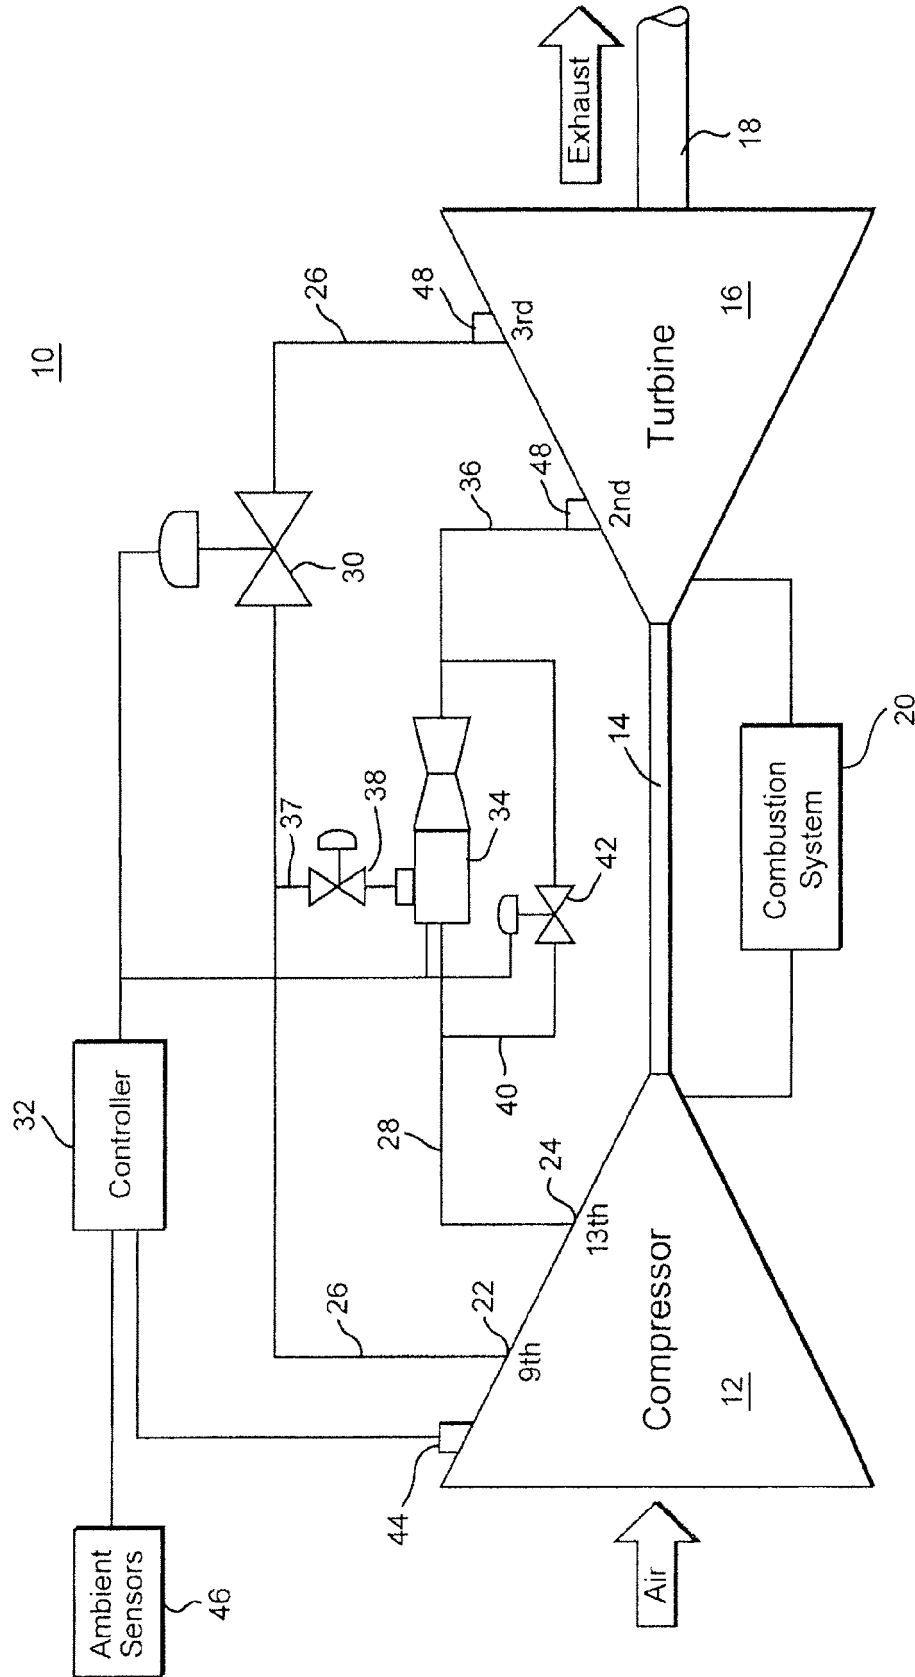 10
Ambient
Sensors
46
32
Controller
44
26
22
9th
28
24
13th
40
37
38
34
42
30
36
26
48
2nd
48
3rd
Air
Compressor
12
14
Turbine
16
Exhaust
18
Combustion
System
20